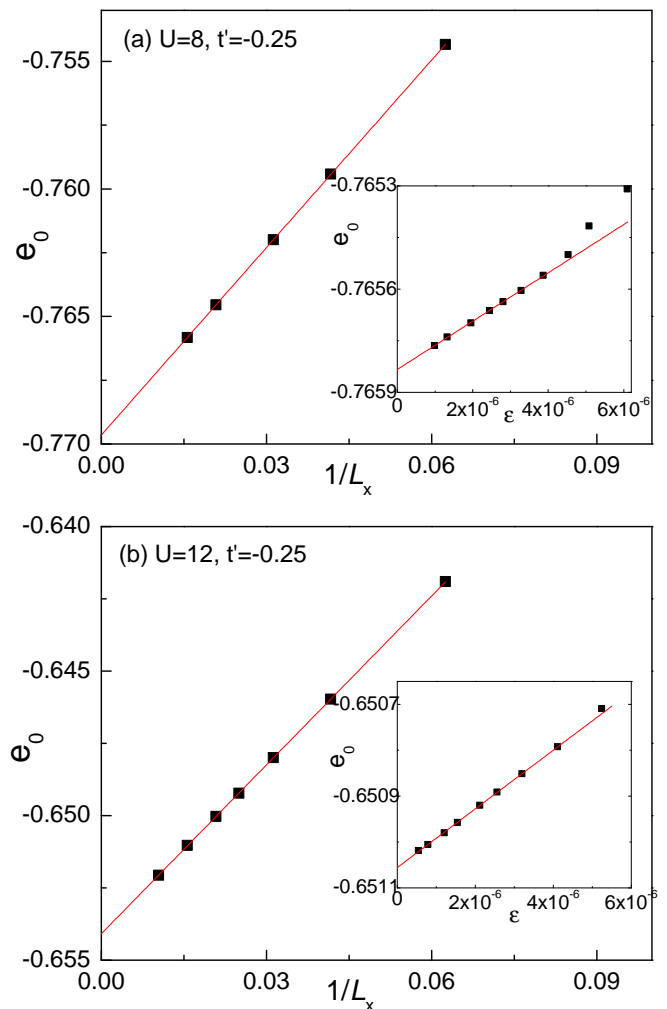 (a) U=8, t'=-0.25
-0.755
-0.760
-0.765
-0.770
e0
0.00 0.03 0.06 0.09
1/Lx
-0.7653
-0.7656
-0.7659
e0
0 2x10-6 4x10-6 6x10-6
ε
(b) U=12, t'=-0.25
-0.640
-0.645
-0.650
-0.655
e0
0.00 0.03 0.06 0.09
1/Lx
-0.6507
-0.6509
-0.6511
e0
0 2x10-6 4x10-6 6x10-6
ε